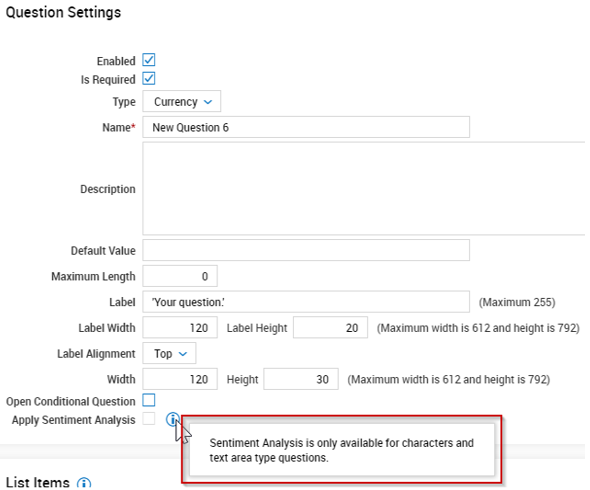 Question Settings
Enabled
Is Required
Type Currency
Name* New Question 6
Description
Default Value
Maximum Length 0
Label 'Your question.' (Maximum 255)
Label Width 120 Label Height 20 (Maximum width is 612 and height is 792)
Label Alignment Top
Width 120 Height 30 (Maximum width is 612 and height is 792)
Open Conditional Question
Apply Sentiment Analysis
Sentiment Analysis is only available for characters and
text area type questions.
List Items